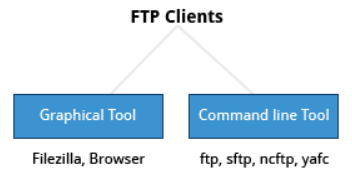 FTP Clients
Graphical Tool
Command line Tool
Filezilla, Browser
ftp, sftp, ncftp, yafc